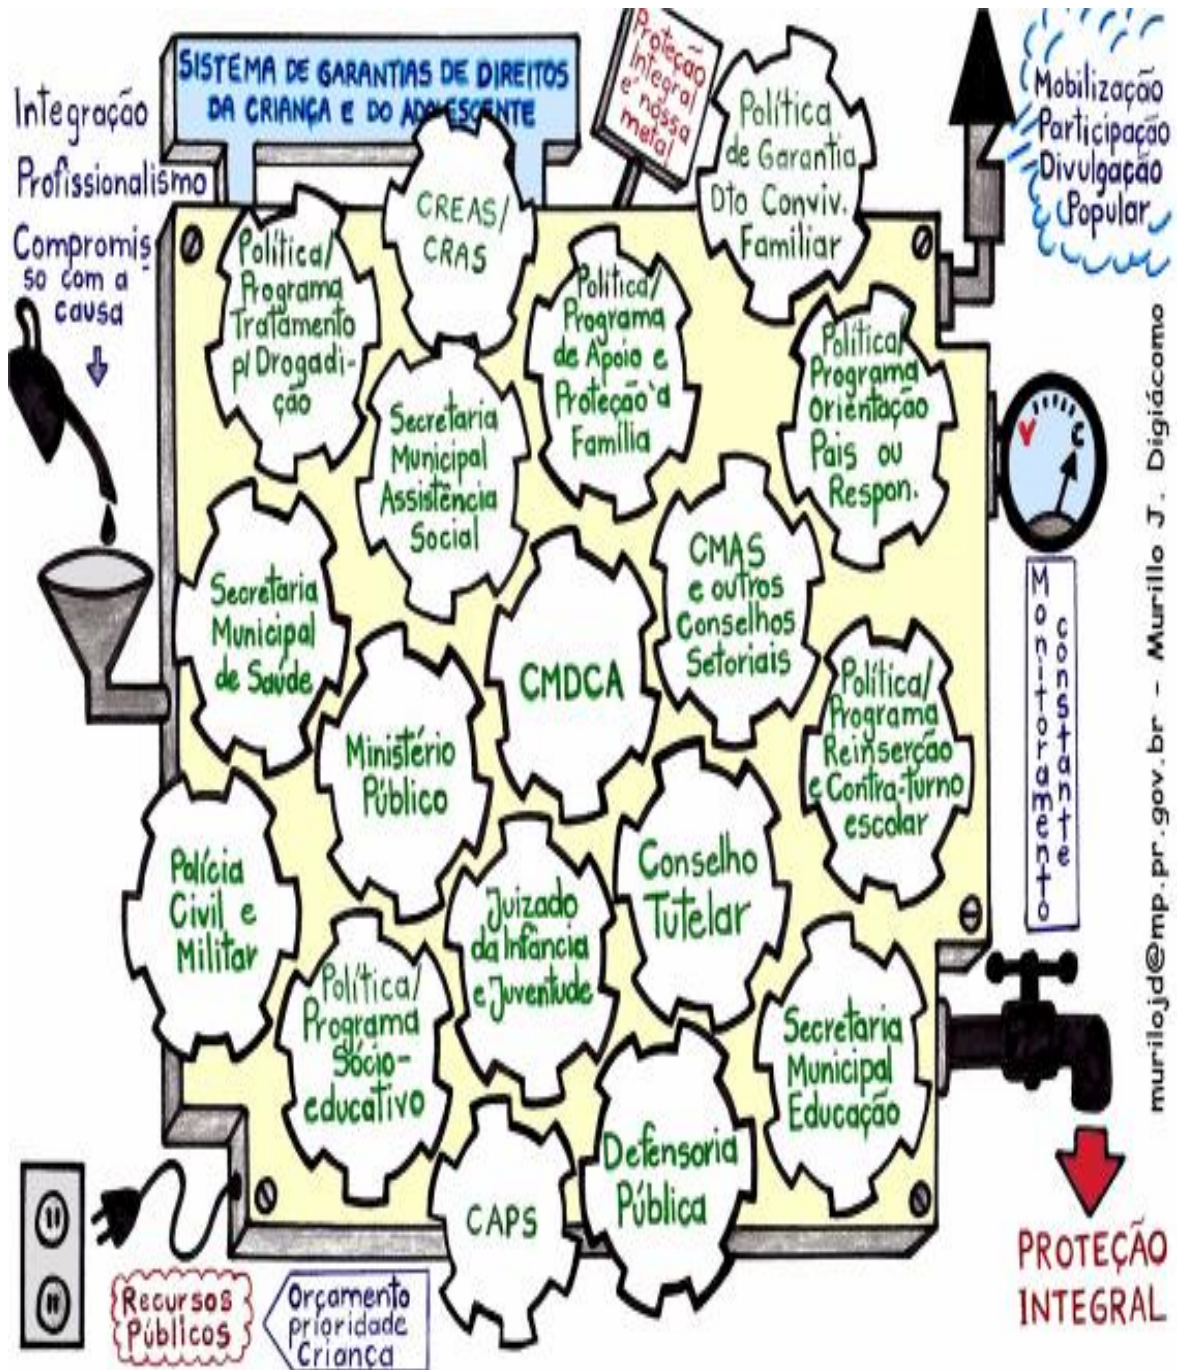 SISTEMA DE GARANTIAS DE DIREITOS
DA CRIANÇA E DO ADOLESCENTE
Integração
Profissionalismo
Compromis
so com a
causa
Proteção
Integral
é nossa
meta!
Política
de Garantia
Dto Conviv.
Familiar
Mobilização
Participação
Divulgação
Popular
CREAS/
CRAS
Política/
Programa
Tratamento
p/ Drogadi-
ção
Política/
Programa
de Apoio e
Proteção à
Família
Política/
Programa
Orientação
Pais ou
Respon.
Secretaria
Municipal
Assistência
Social
V
C
CMAS
e outros
Conselhos
Setoriais
Secretaria
Municipal
de Saúde
CMDCA
Monitoramento
constante
Política/
Programa
Reinserção
e Contra-turno
escolar
Ministério
Público
Polícia
Civil e
Militar
Conselho
Tutelar
Juizado
da Infância
e Juventude
Política/
Programa
Sócio-
educativo
Secretaria
Municipal
Educação
Defensoria
Pública
CAPS
PROTEÇÃO
INTEGRAL
Recursos
Públicos
Orçamento
prioridade
Criança
murilojd@mp.pr.gov.br - Murillo J. Digiácomo